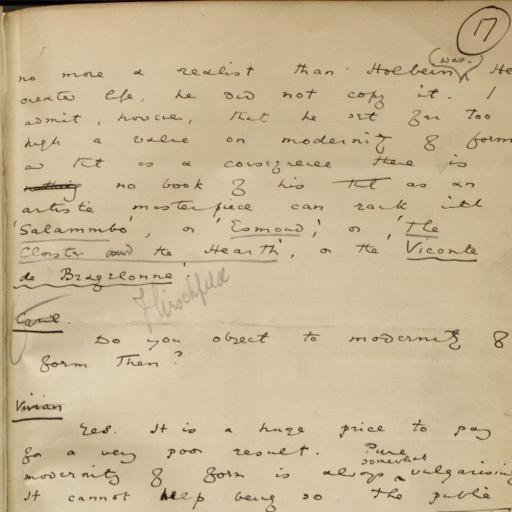 17
was.
no more a realist than Holbein He
creates life, he did not copy it. I
admit, however, that he set far too
high a value on modernity of form
as that as a consequence there is
nothing no book of his that as an
artistic masterpiece can rank with
'Salammbô', or 'Esmond', or 'The
Cloister and the Hearth', or the Vicomte
de Bragelonne.
Hirschfeld
Cyril.
Do you object to modernity of
form then?
Vivian
Yes. It is a huge price to pay
for a very poor result. Pure
somewhat
modernity of form is always vulgarising
It cannot help being so The public